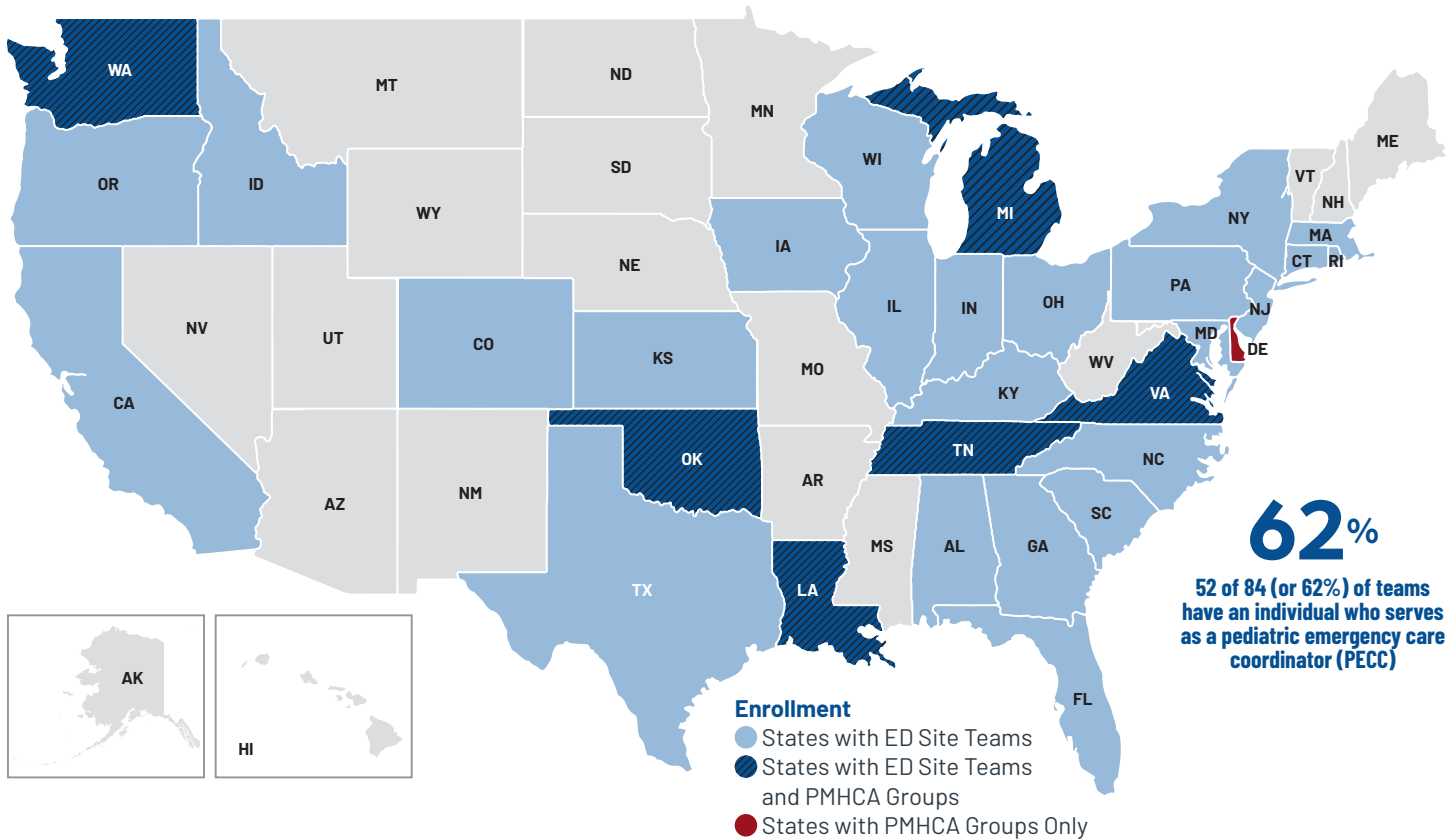 WA
MT
ND
MN
ME
OR
ID
SD
WI
VT
NH
WY
MI
NY
MA
CT
RI
IA
NE
PA
NV
UT
CO
KS
IL
IN
OH
NJ
MD
DE
CA
MO
WV
VA
KY
OK
TN
NC
AZ
NM
AR
SC
MS
AL
GA
TX
LA
FL
AK
HI
62%
52 of 84 (or 62%) of teams
have an individual who serves
as a pediatric emergency care
coordinator (PECC)
Enrollment
States with ED Site Teams
States with ED Site Teams
and PMHCA Groups
States with PMHCA Groups Only